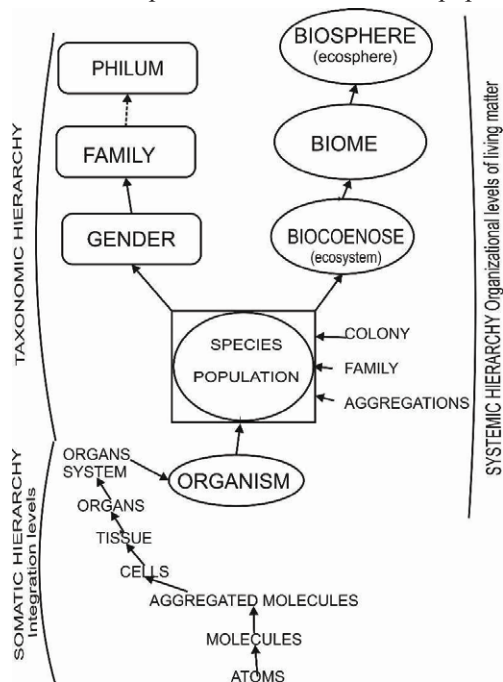 BIOSPHERE
(ecosphere)
PHILUM
FAMILY
BIOME
GENDER
BIOCOENOSE
(ecosystem)
SPECIES
POPULATION
COLONY
FAMILY
AGGREGATIONS
ORGANISM
ORGANS
SYSTEM
ORGANS
TISSUE
CELLS
AGGREGATED MOLECULES
MOLECULES
ATOMS
TAXONOMIC HIERARCHY
SOMATIC HIERARCHY
Integration levels
SYSTEMIC HIERARCHY Organizational levels of living matter